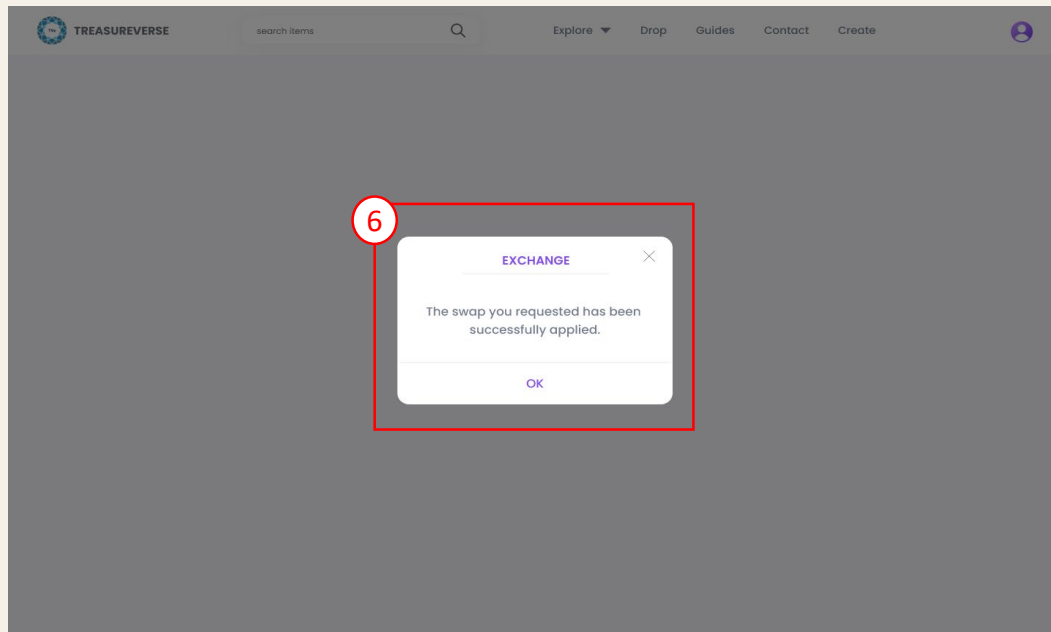 TREASUREVERSE
search items
Explore Drop Guides Contact Create
6
EXCHANGE
The swap you requested has been
successfully applied.
OK